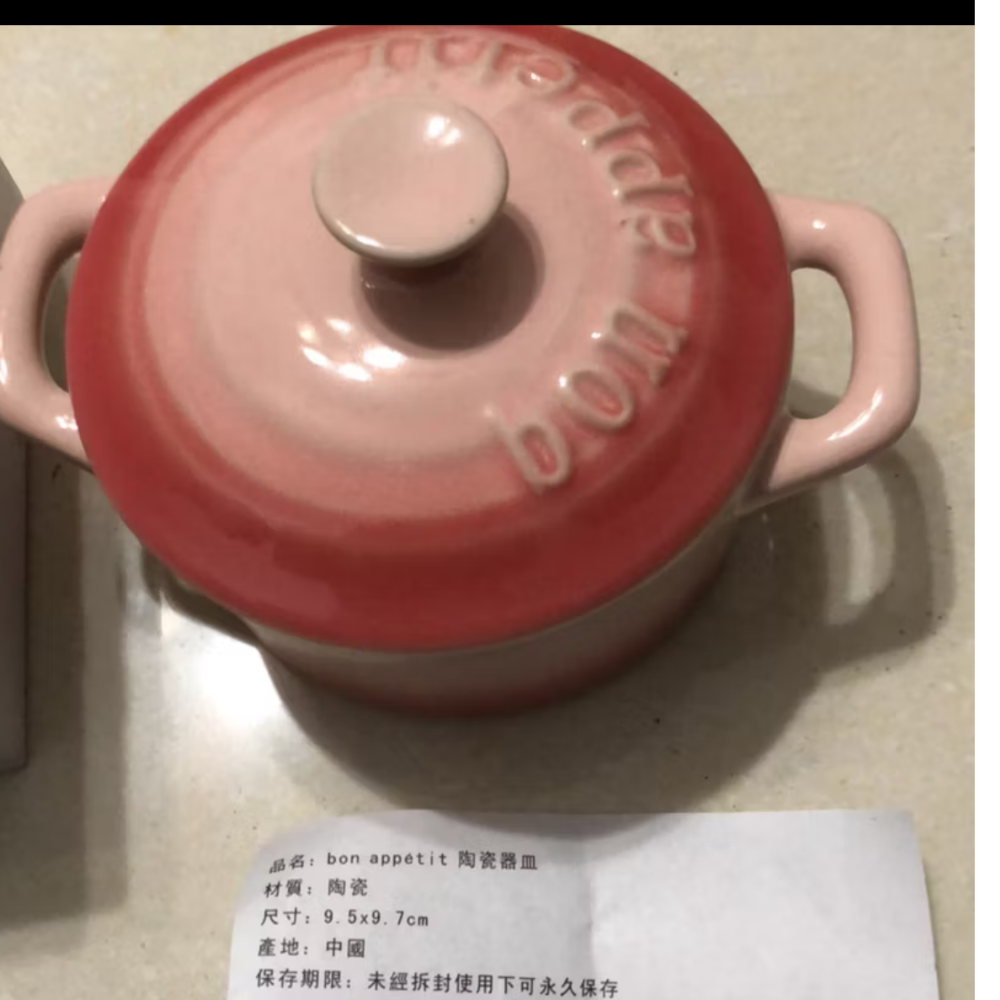 bon appétit
品名：bon appétit 陶瓷器皿
材質：陶瓷
尺寸：9.5x9.7cm
產地：中國
保存期限：未經拆封使用下可永久保存